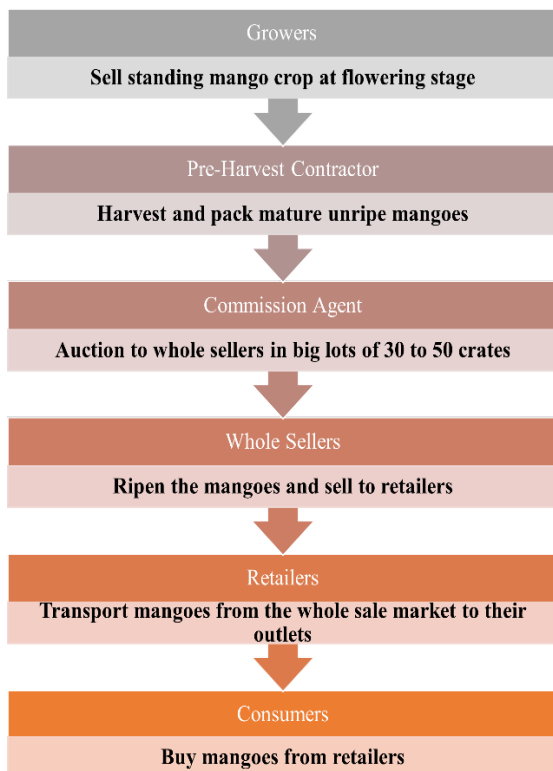 Growers
Sell standing mango crop at flowering stage
Pre-Harvest Contractor
Harvest and pack mature unripe mangoes
Commission Agent
Auction to whole sellers in big lots of 30 to 50 crates
Whole Sellers
Ripen the mangoes and sell to retailers
Retailers
Transport mangoes from the whole sale market to their
outlets
Consumers
Buy mangoes from retailers